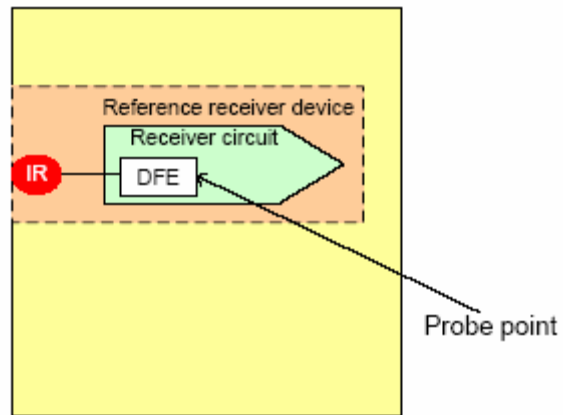 Reference receiver device
Receiver circuit
IR
DFE
Probe point